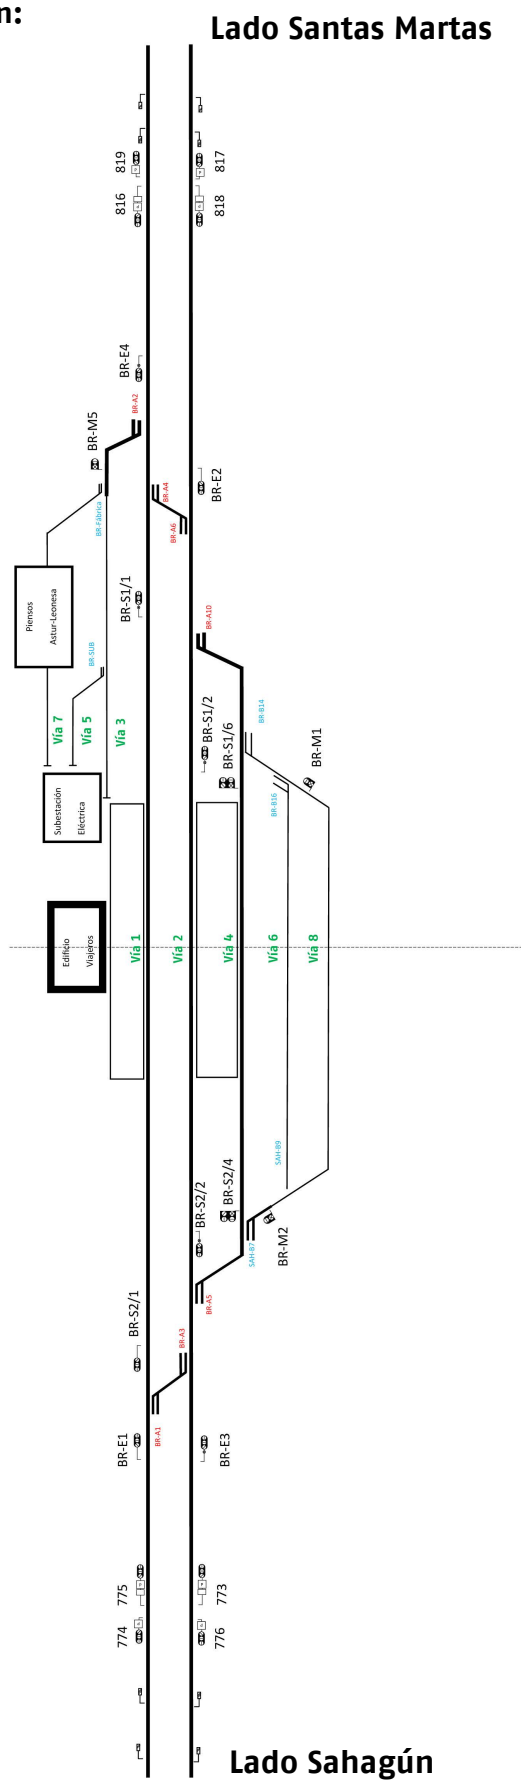 n:
Lado Santas Martas
819
817
816
818
BR-E4
BR-A2
BR-M5
BR-A4
BR-E2
BR-Fábrica
BR-A6
BR-S1/1
Piensos
Astur-Leonesa
BR-A10
BR-SUB
Vía 7
Vía 5
Vía 3
BR-S1/2
BR-S1/6
BR-B14
BR-M1
BR-B16
Subestación
Eléctrica
Edificio
Viajeros
Vía 1
Vía 2
Vía 4
Vía 6
Vía 8
SAH-B9
BR-S2/2
BR-S2/4
SAH-B7
BR-M2
BR-A5
BR-S2/1
BR-A3
BR-A1
BR-E1
BR-E3
775
773
774
776
Lado Sahagún